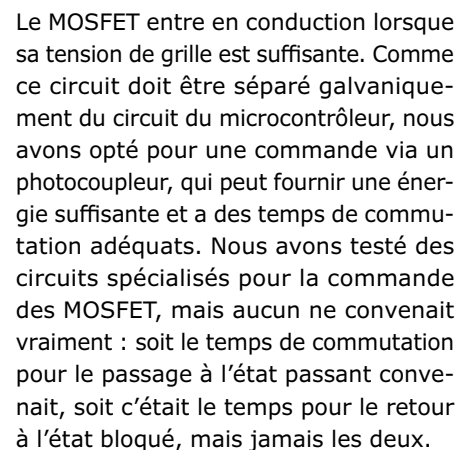 Le MOSFET entre en conduction lorsque
sa tension de grille est suffisante. Comme
ce circuit doit être séparé galvanique-
ment du circuit du microcontrôleur, nous
avons opté pour une commande via un
photocoupleur, qui peut fournir une éner-
gie suffisante et a des temps de commu-
tation adéquats. Nous avons testé des
circuits spécialisés pour la commande
des MOSFET, mais aucun ne convenait
vraiment : soit le temps de commutation
pour le passage à l’état passant conve-
nait, soit c’était le temps pour le retour
à l’état bloqué, mais jamais les deux.